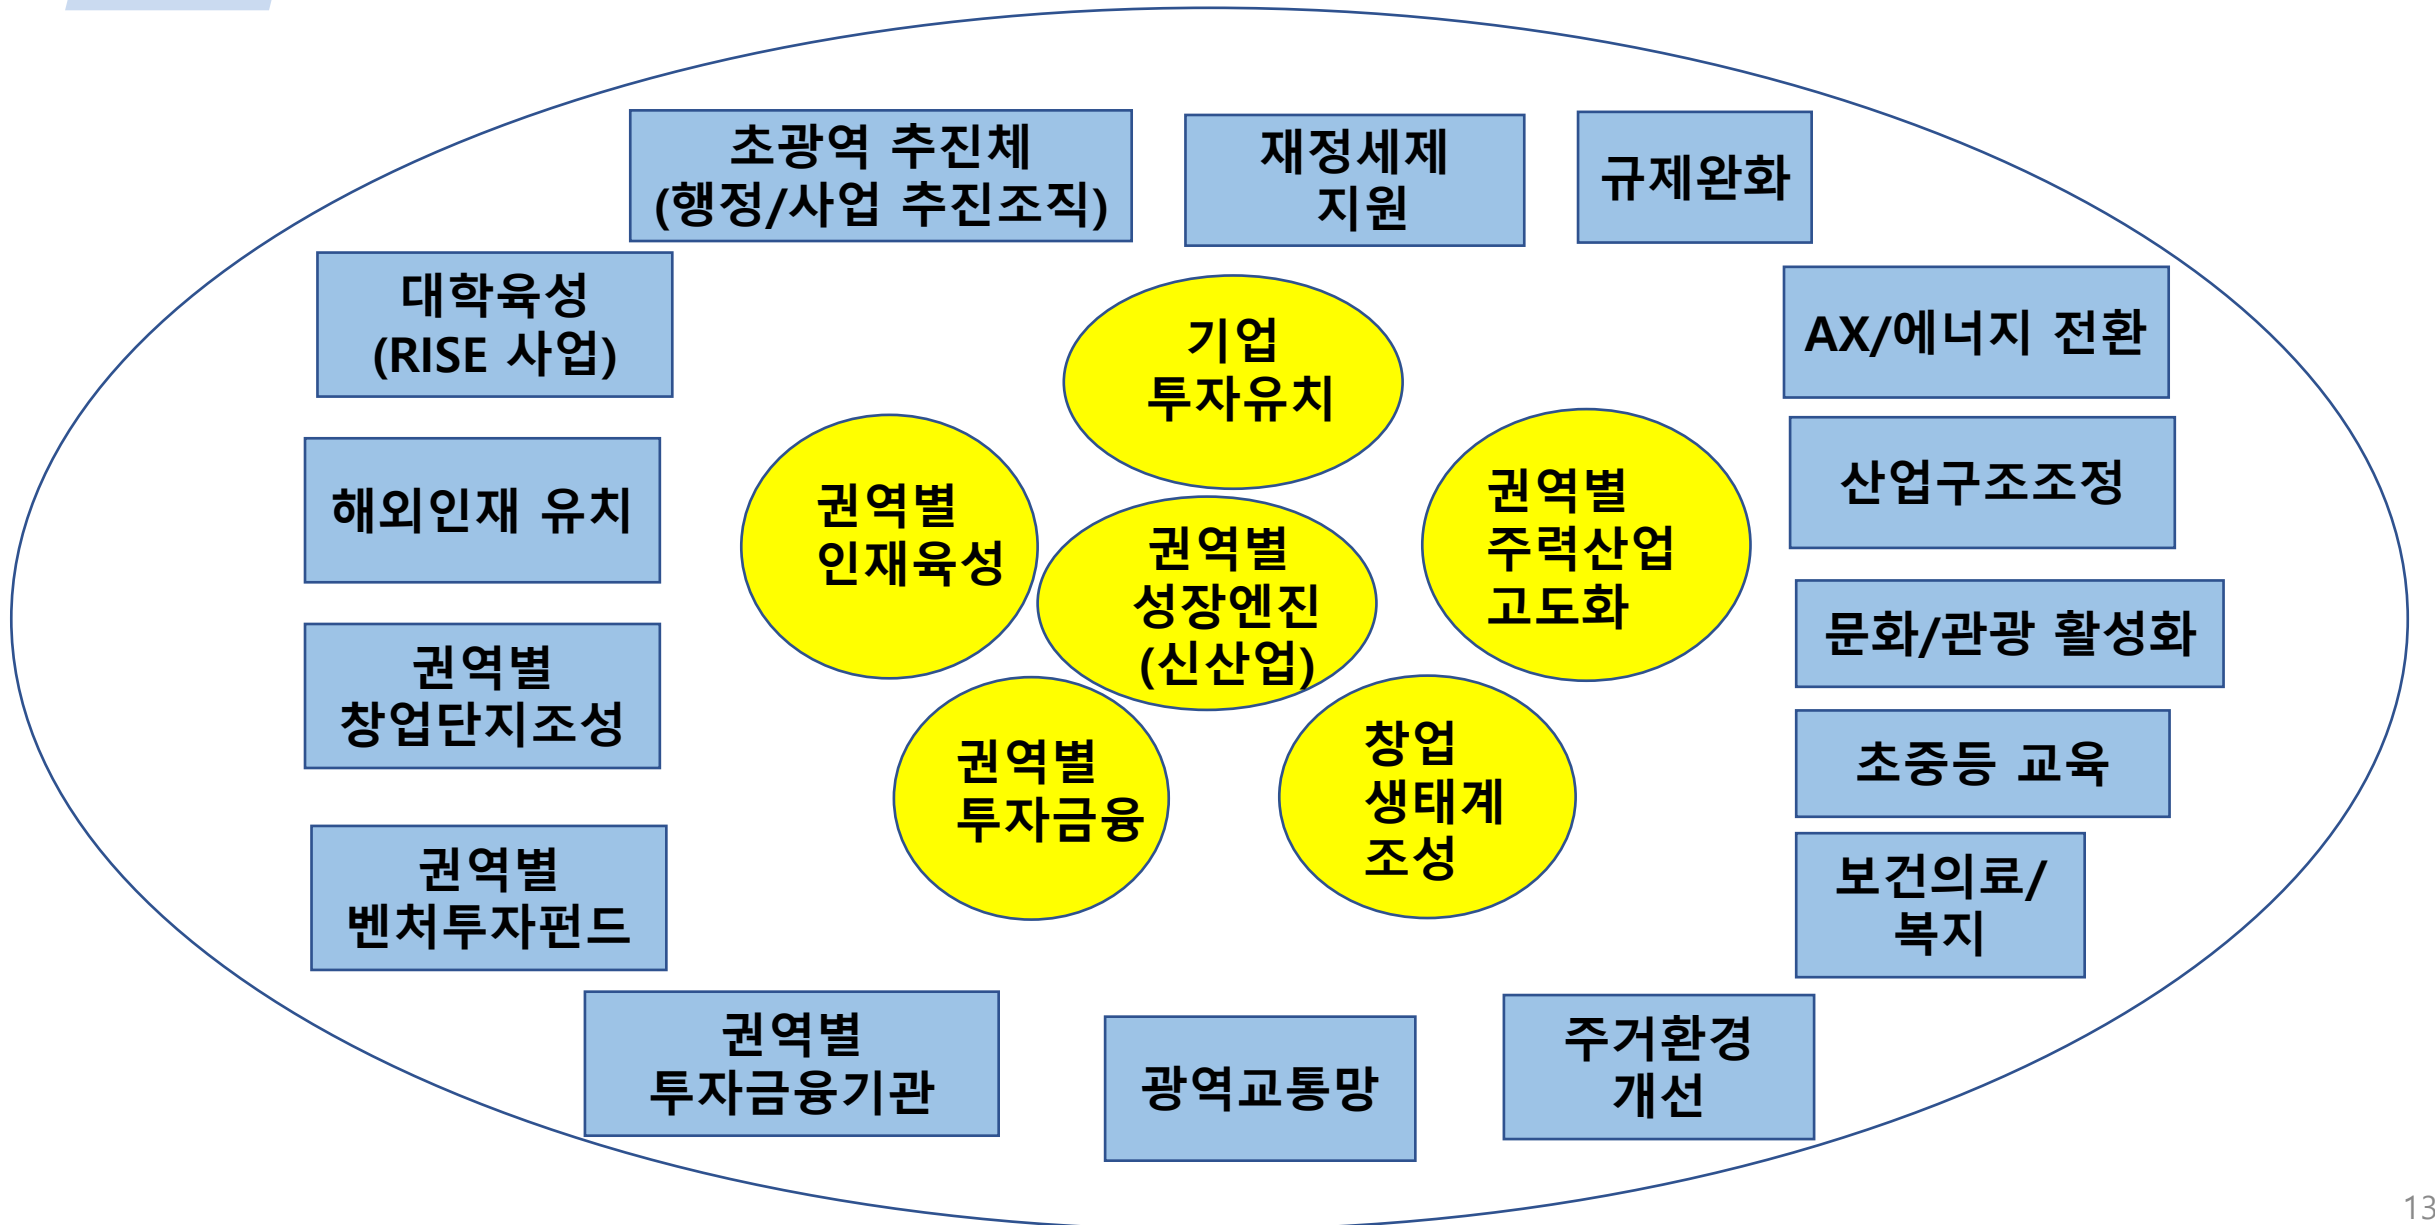 초광역 추진체
(행정/사업 추진조직)
재정세제
지원
규제완화
대학육성
(RISE 사업)
기업
투자유치
AX/에너지 전환
해외인재 유치
권역별
인재육성
권역별
성장엔진
(신산업)
권역별
주력산업
고도화
산업구조조정
문화/관광 활성화
권역별
창업단지조성
권역별
투자금융
창업
생태계
조성
초중등 교육
권역별
벤처투자펀드
보건의료/
복지
권역별
투자금융기관
광역교통망
주거환경
개선
13